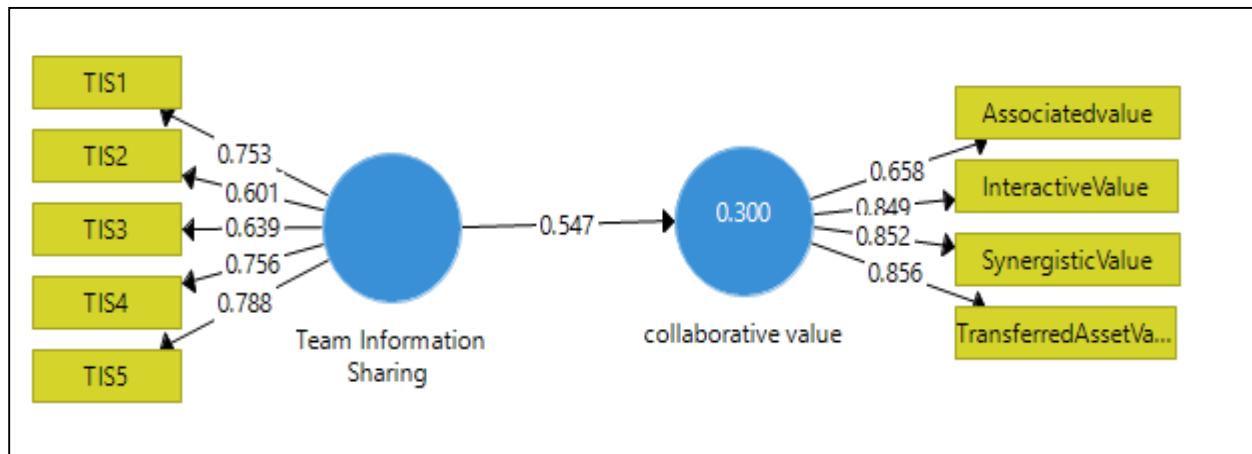 TIS1
TIS2
TIS3
TIS4
TIS5
0.753
0.601
0.639
0.756
0.788
Team Information
Sharing
0.547
0.300
collaborative value
0.658
0.849
0.852
0.856
Associatedvalue
InteractiveValue
SynergisticValue
TransferredAssetVa...